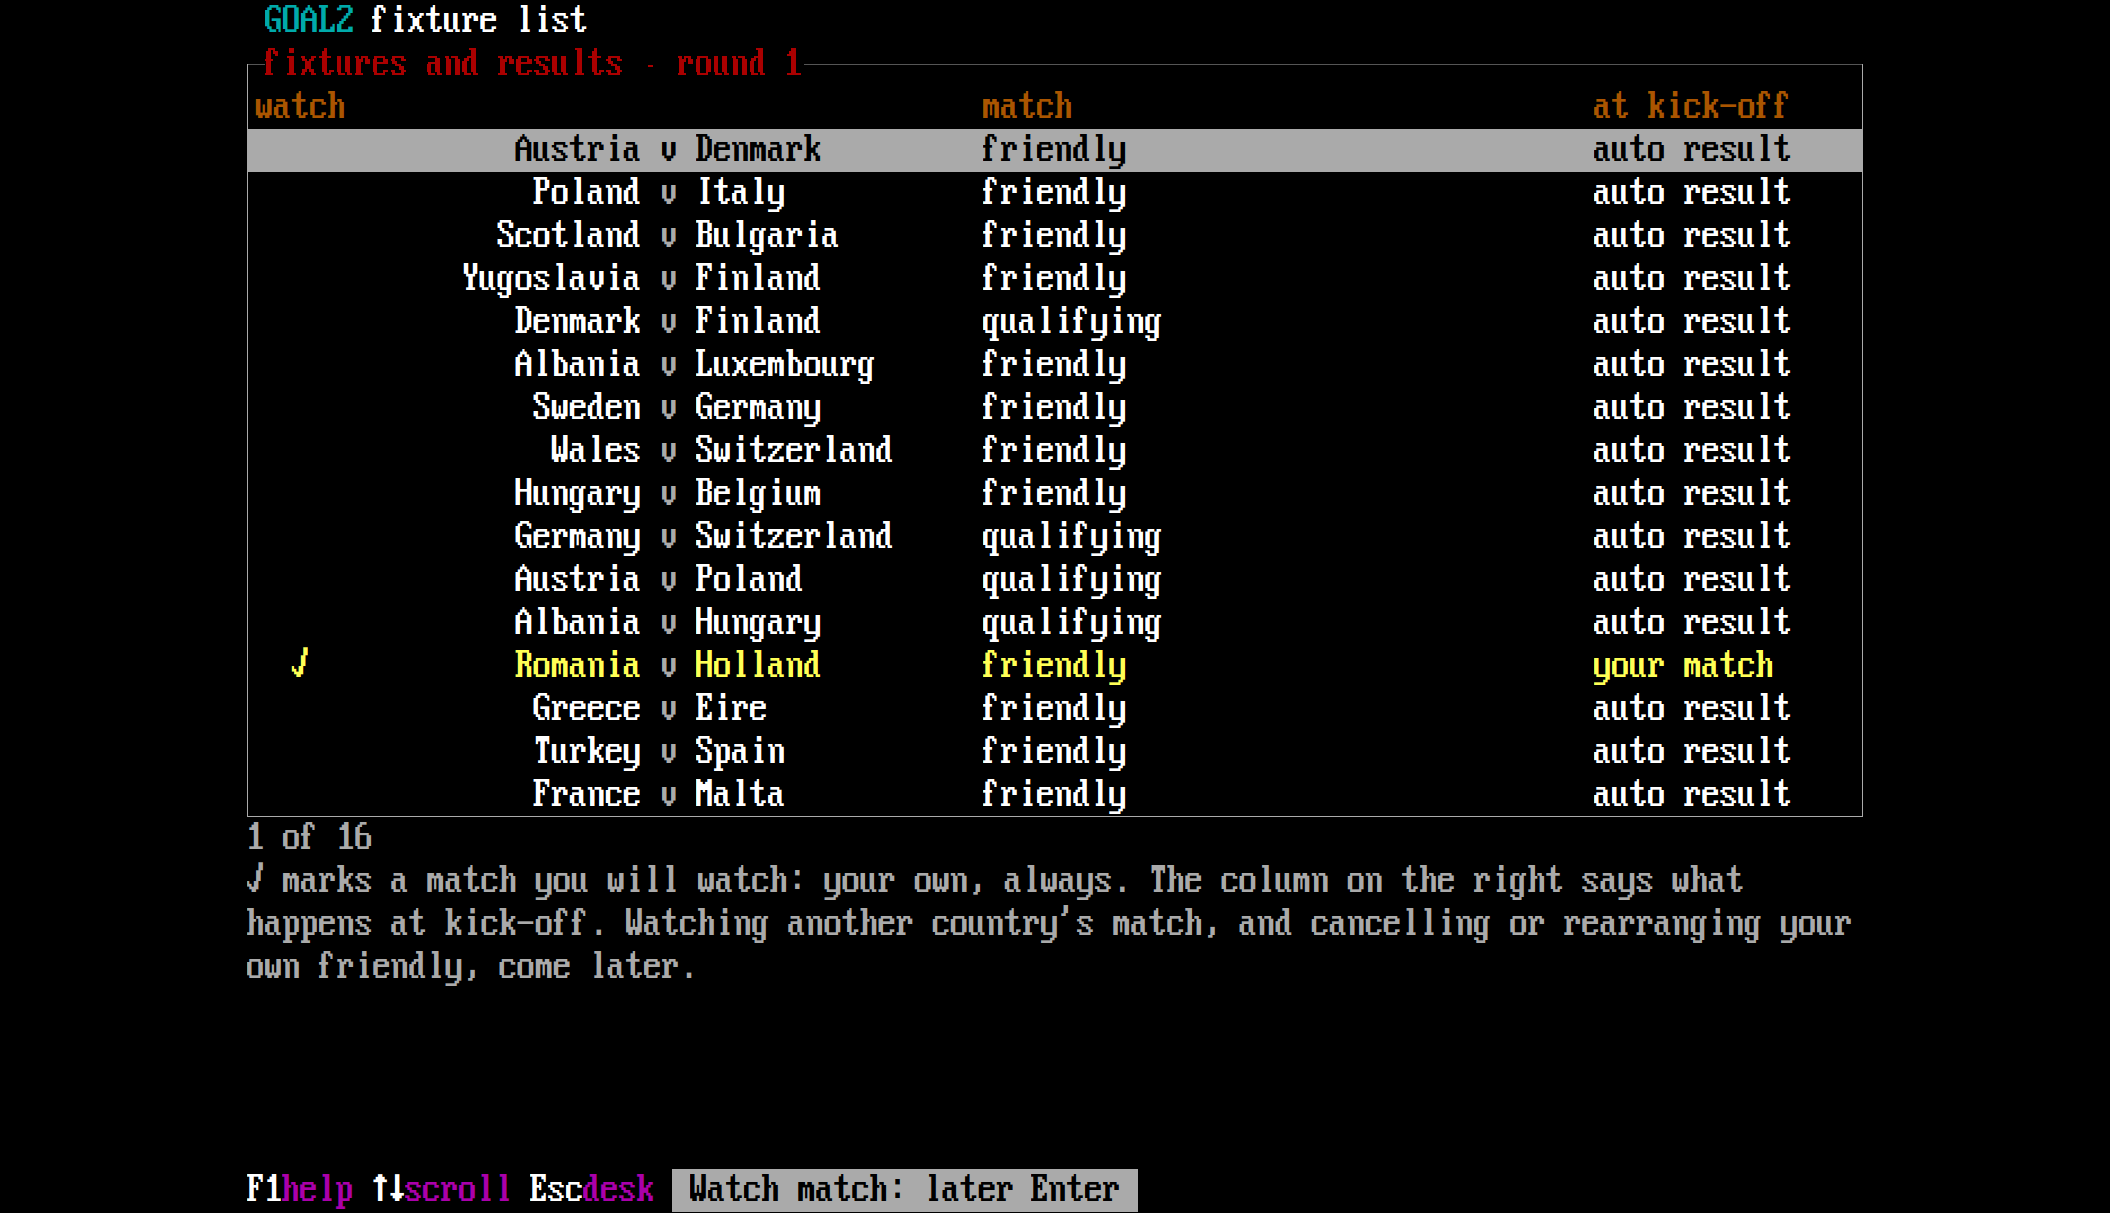 GOAL2 fixture list
fixtures and results - round 1
watch match at kick-off
Austria v Denmark friendly auto result
Poland v Italy friendly auto result
Scotland v Bulgaria friendly auto result
Yugoslavia v Finland friendly auto result
Denmark v Finland qualifying auto result
Albania v Luxembourg friendly auto result
Sweden v Germany friendly auto result
Wales v Switzerland friendly auto result
Hungary v Belgium friendly auto result
Germany v Switzerland qualifying auto result
Austria v Poland qualifying auto result
Albania v Hungary qualifying auto result
√ Romania v Holland friendly your match
Greece v Eire friendly auto result
Turkey v Spain friendly auto result
France v Malta friendly auto result
1 of 16
√ marks a match you will watch: your own, always. The column on the right says what
happens at kick-off. Watching another country's match, and cancelling or rearranging your
own friendly, come later.
F1help ↑↓scroll Escdesk Watch match: later Enter